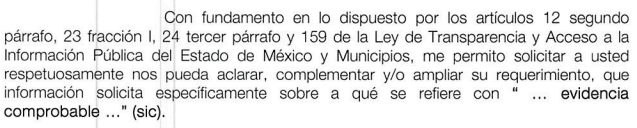 Con fundamento en lo dispuesto por los artículos 12 segundo
párrafo, 23 fracción I, 24 tercer párrafo y 159 de la Ley de Transparencia y Acceso a la
Información Pública del Estado de México y Municipios, me permito solicitar a usted
respetuosamente nos pueda aclarar, complementar y/o ampliar su requerimiento, que
información solicita específicamente sobre a qué se refiere con “ ... evidencia
comprobable ...” (sic).